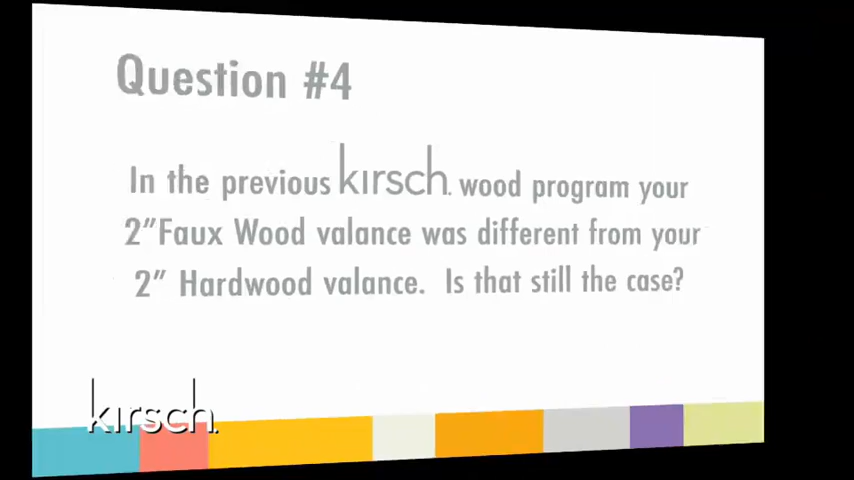 Question #4
In the previous kirsch. wood program your
2”Faux Wood valance was different from your
2” Hardwood valance. Is that still the case?
kirsch.